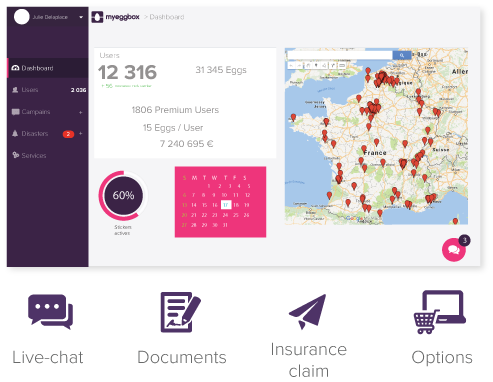 Julie Delaplace
myeggbox > Dashboard
Dashboard
Users 2 036
Campains +
Disasters 2 +
Services
Users
12 316
31 345 Eggs
1806 Premium Users
15 Eggs / User
7 240 695 €
60%
Stickers
actives
S M T W T F S
1 2 3 4 5
6 7 8 9 10 11 12
13 14 15 16 17 18 19
20 21 22 23 24 25 26
27 28 29 30 31
France
Paris
Suisse
3
Live-chat
Documents
Insurance
claim
Options